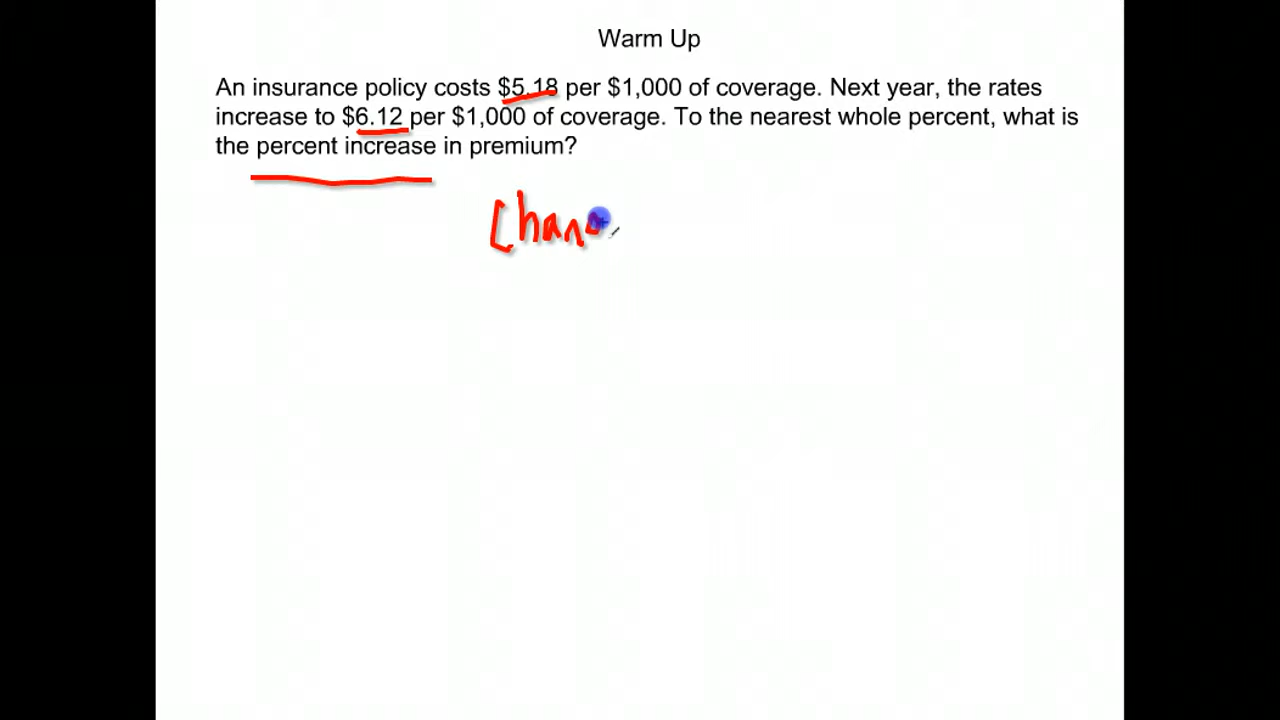 Warm Up
An insurance policy costs $5.18 per $1,000 of coverage. Next year, the rates
increase to $6.12 per $1,000 of coverage. To the nearest whole percent, what is
the percent increase in premium?